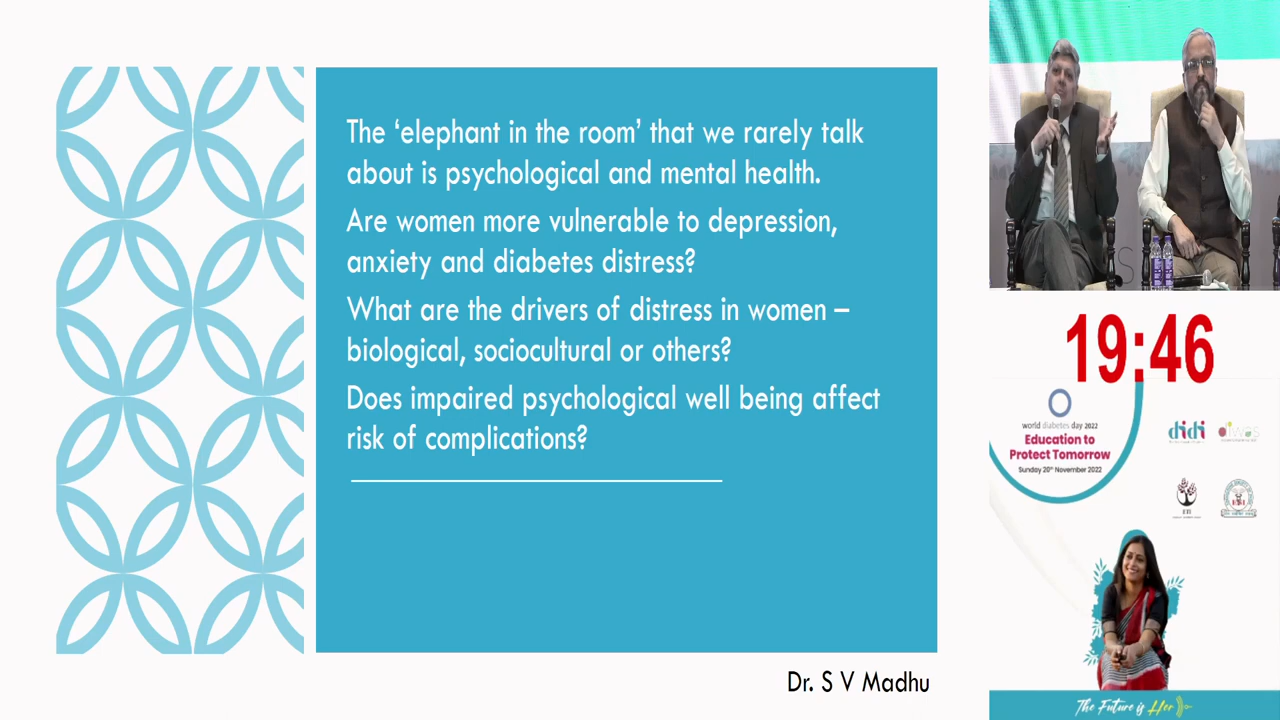 The ‘elephant in the room’ that we rarely talk
about is psychological and mental health.
Are women more vulnerable to depression,
anxiety and diabetes distress?
What are the drivers of distress in women –
biological, sociocultural or others?
Does impaired psychological well being affect
risk of complications?
Dr. S V Madhu
19:46
world diabetes day 2022
Education to
Protect Tomorrow
Sunday 20th November 2022
didi
The Future is Her